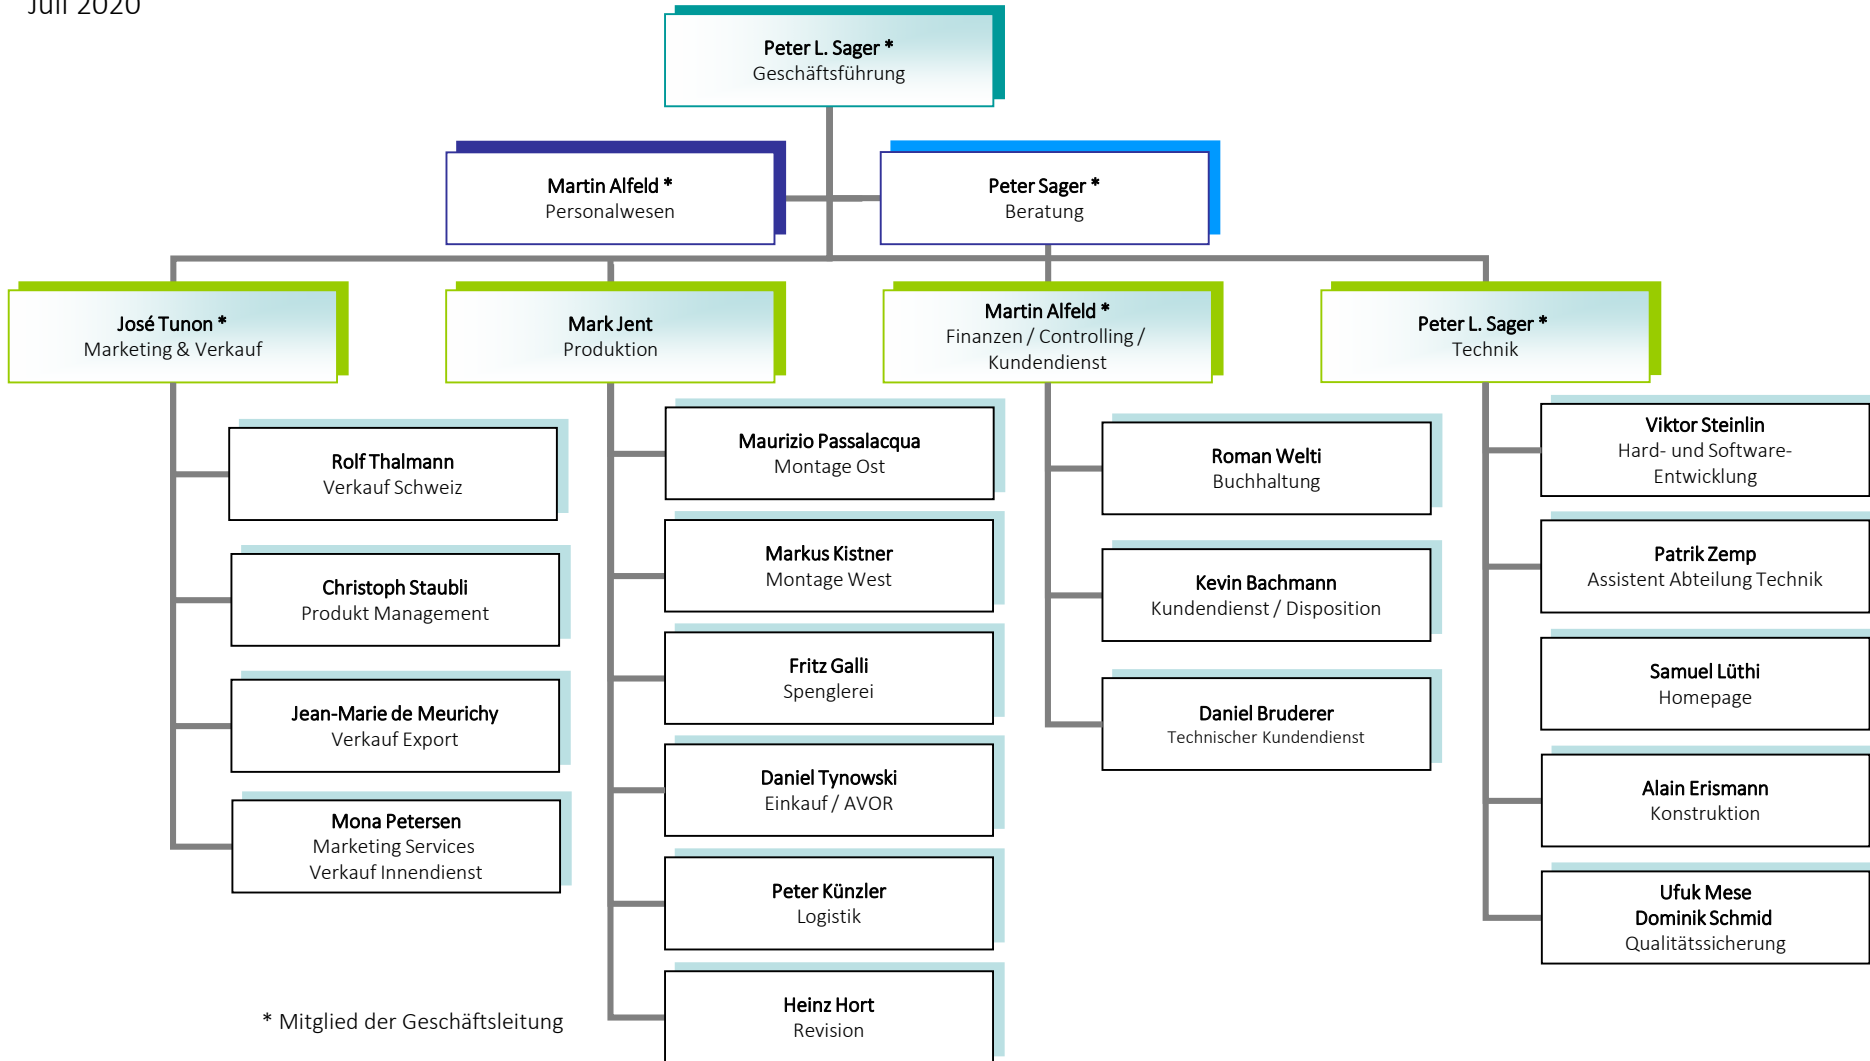 Juli 2020
Peter L. Sager *
Geschäftsführung
Martin Alfeld *
Personalwesen
Peter Sager *
Beratung
José Tunon *
Marketing & Verkauf
Mark Jent
Produktion
Martin Alfeld *
Finanzen / Controlling /
Kundendienst
Peter L. Sager *
Technik
Rolf Thalmann
Verkauf Schweiz
Christoph Staubli
Produkt Management
Jean-Marie de Meurichy
Verkauf Export
Mona Petersen
Marketing Services
Verkauf Innendienst
Maurizio Passalacqua
Montage Ost
Markus Kistner
Montage West
Fritz Galli
Spenglerei
Daniel Tynowski
Einkauf / AVOR
Peter Künzler
Logistik
Heinz Hort
Revision
Roman Welti
Buchhaltung
Kevin Bachmann
Kundendienst / Disposition
Daniel Bruderer
Technischer Kundendienst
Viktor Steinlin
Hard- und Software-
Entwicklung
Patrik Zemp
Assistent Abteilung Technik
Samuel Lüthi
Homepage
Alain Erismann
Konstruktion
Ufuk Mese
Dominik Schmid
Qualitätssicherung
* Mitglied der Geschäftsleitung